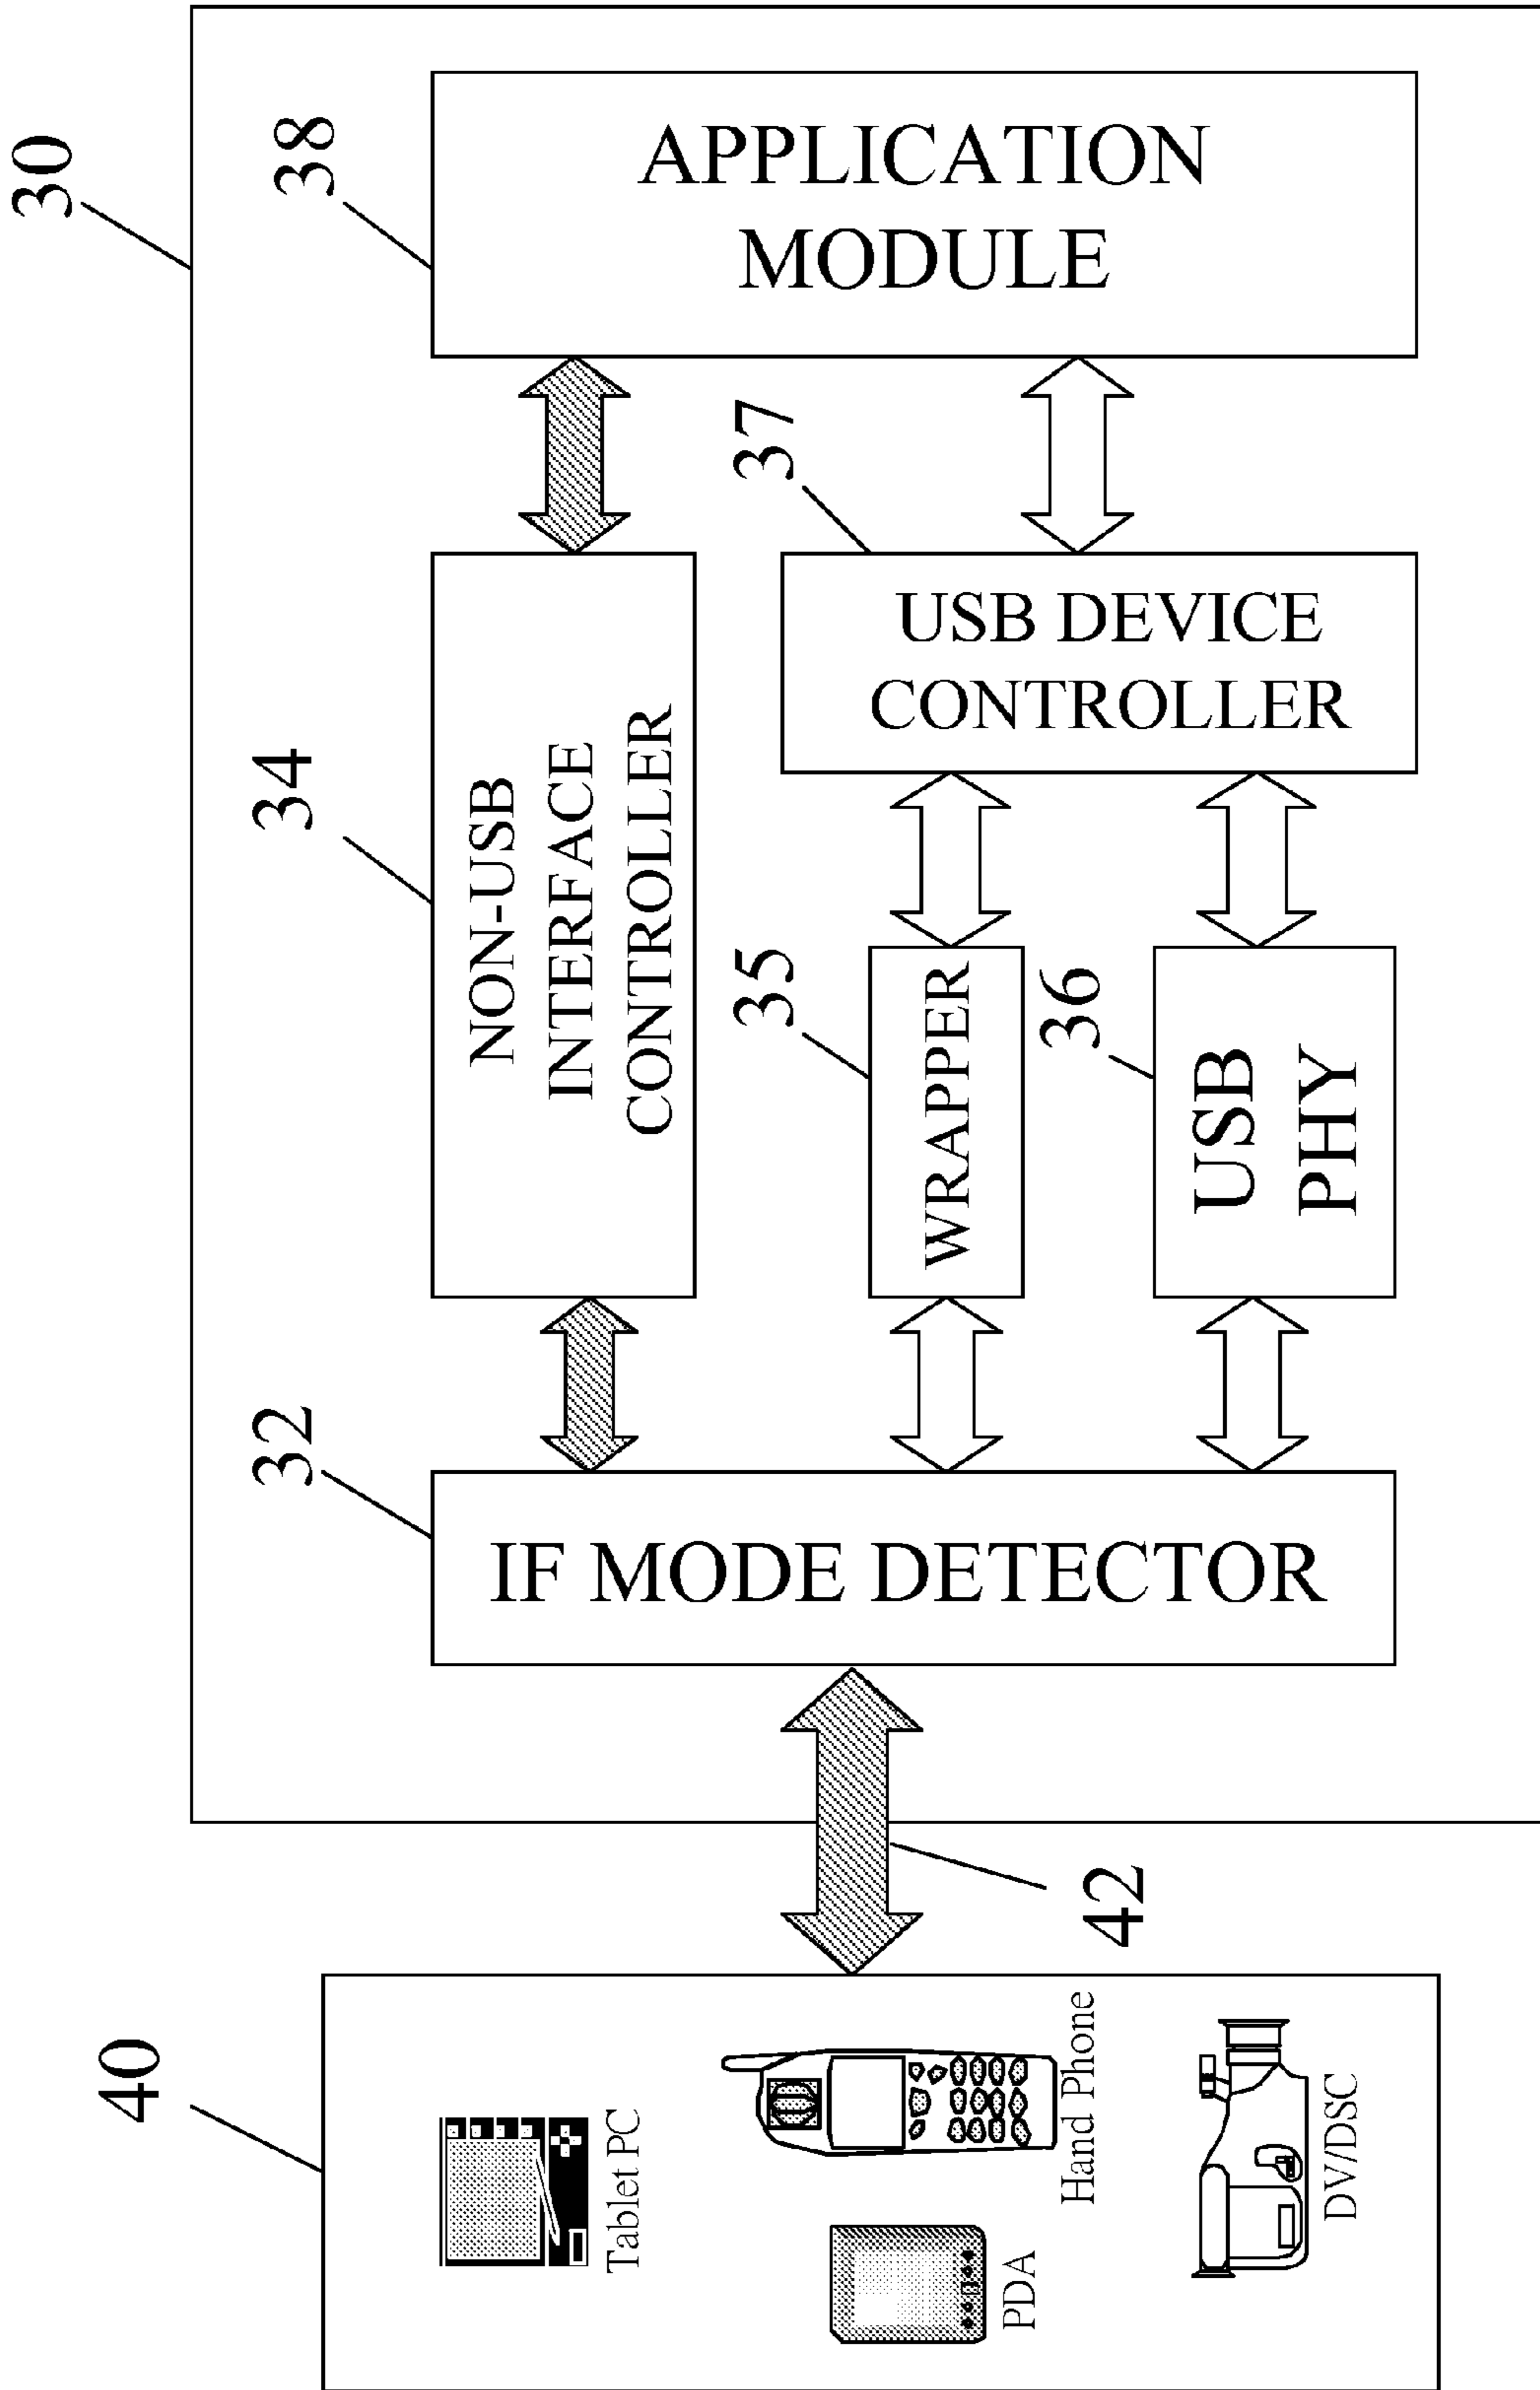 30
38
APPLICATION
MODULE
34
NON-USB
INTERFACE
CONTROLLER
37
USB DEVICE
CONTROLLER
35
WRAPPER
36
USB
PHY
32
IF MODE DETECTOR
42
40
Tablet PC
Hand Phone
PDA
DV/DSC